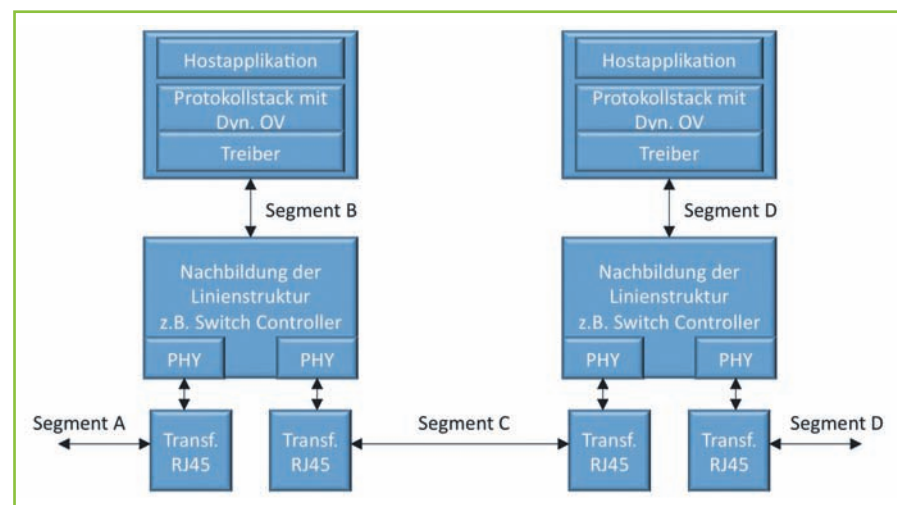 Hostapplikation
Protokollstack mit
Dyn. OV
Treiber
Segment B
Nachbildung der
Linienstruktur
z.B. Switch Controller
PHY
PHY
Segment A
Transf.
RJ45
Transf.
RJ45
Segment C
Hostapplikation
Protokollstack mit
Dyn. OV
Treiber
Segment D
Nachbildung der
Linienstruktur
z.B. Switch Controller
PHY
PHY
Transf.
RJ45
Transf.
RJ45
Segment D